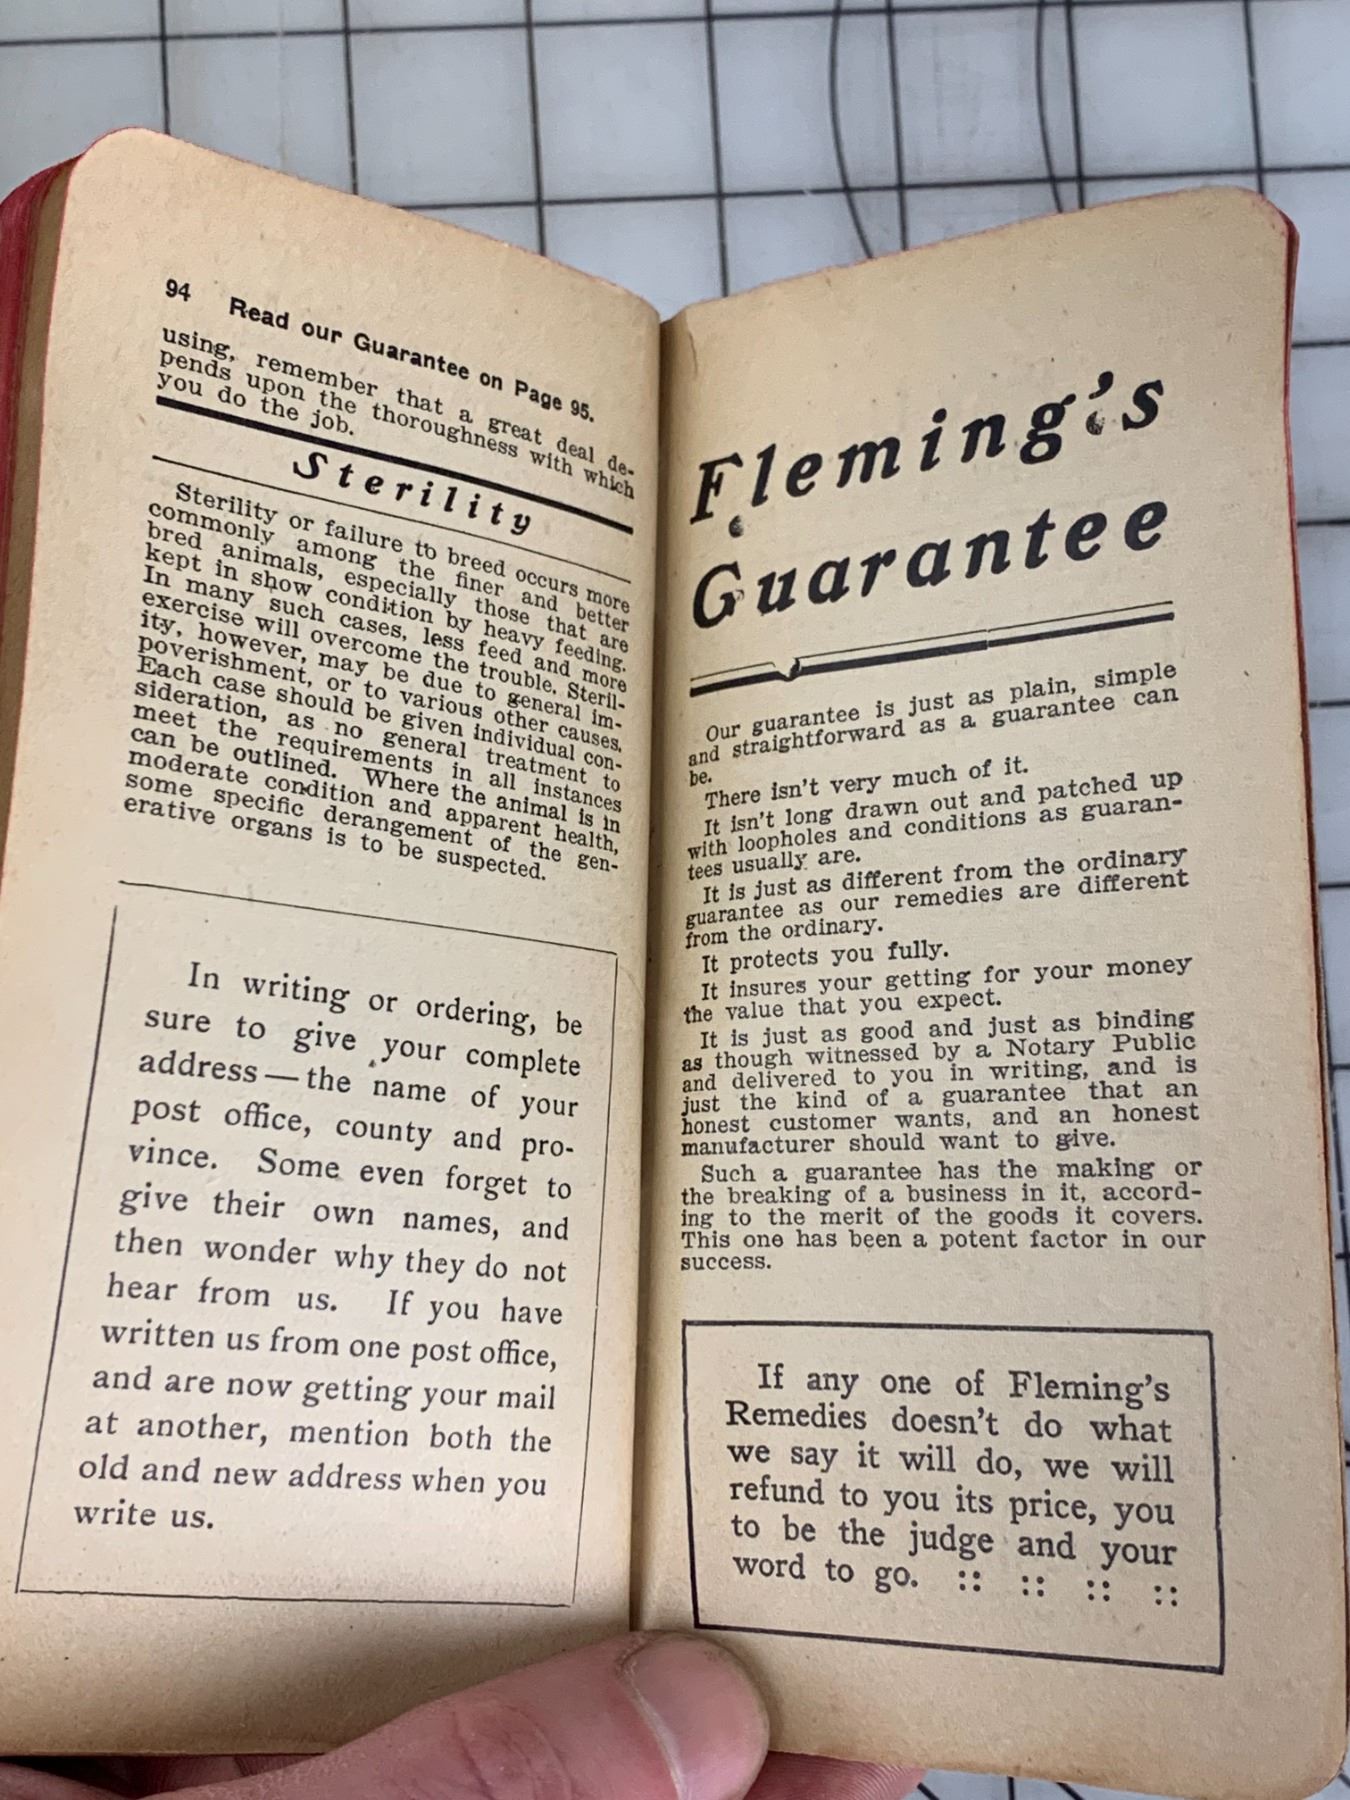 94 Read our Guarantee on Page 95.
using, remember that a great deal de-
pends upon the thoroughness with which
you do the job.
Sterility
Sterility or failure to breed occurs more
commonly among the finer and better
bred animals, especially those that are
kept in show condition by heavy feeding.
In many such cases, less feed and more
exercise will overcome the trouble. Steril-
ity, however, may be due to general im-
poverishment, or to various other causes.
Each case should be given individual con-
sideration, as no general treatment to
meet the requirements in all instances
can be outlined. Where the animal is in
moderate condition and apparent health,
some specific derangement of the gen-
erative organs is to be suspected.
In writing or ordering, be
sure to give your complete
address — the name of your
post office, county and pro-
vince. Some even forget to
give their own names, and
then wonder why they do not
hear from us. If you have
written us from one post office,
and are now getting your mail
at another, mention both the
old and new address when you
write us.
Fleming's
Guarantee
Our guarantee is just as plain, simple
and straightforward as a guarantee can
be.
There isn't very much of it.
It isn't long drawn out and patched up
with loopholes and conditions as guaran-
tees usually are.
It is just as different from the ordinary
guarantee as our remedies are different
from the ordinary.
It protects you fully.
It insures your getting for your money
the value that you expect.
It is just as good and just as binding
as though witnessed by a Notary Public
and delivered to you in writing, and is
just the kind of a guarantee that an
honest customer wants, and an honest
manufacturer should want to give.
Such a guarantee has the making or
the breaking of a business in it, accord-
ing to the merit of the goods it covers.
This one has been a potent factor in our
success.
If any one of Fleming's
Remedies doesn't do what
we say it will do, we will
refund to you its price, you
to be the judge and your
word to go. :: :: :: ::